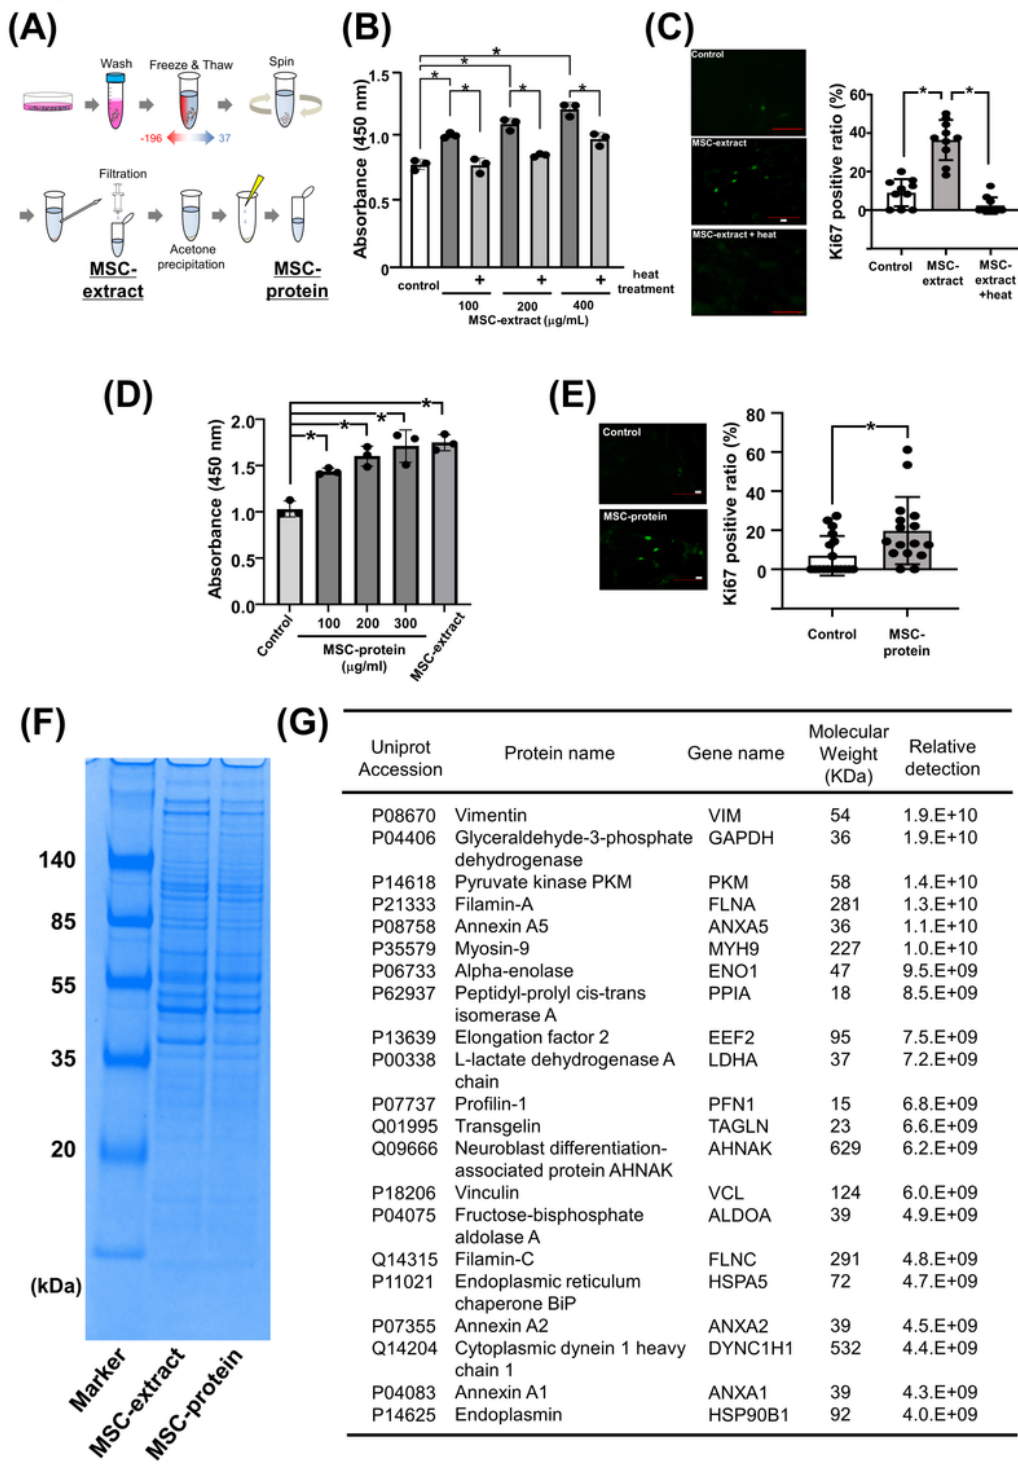 (A)
Wash
Freeze & Thaw
Spin
-196
37
Filtration
Acetone
precipitation
MSC-
extract
MSC-
protein
(B)
Absorbance (450 nm)
1.5
1.0
0.5
0
* * * * * *
control
+ + +
heat
treatment
100 200 400
MSC-extract (μg/mL)
(C)
Control
MSC-extract
MSC-extract + heat
Ki67 positive ratio (%)
60
40
20
0
* *
Control
MSC-
extract
MSC-
extract
+heat
(D)
Absorbance (450 nm)
2.0
1.5
1.0
0.5
0.0
* * * *
Control
100 200 300
MSC-protein
(μg/ml)
MSC-extract
(E)
Control
MSC-protein
Ki67 positive ratio (%)
80
60
40
20
0
*
Control
MSC-
protein
(F)
140
85
55
35
20
(kDa)
Marker
MSC-extract
MSC-protein
(G)
Uniprot Accession Protein name Gene name Molecular Weight (KDa) Relative detection
P08670 Vimentin VIM 54 1.9.E+10
P04406 Glyceraldehyde-3-phosphate GAPDH 36 1.9.E+10
dehydrogenase
P14618 Pyruvate kinase PKM PKM 58 1.4.E+10
P21333 Filamin-A FLNA 281 1.3.E+10
P08758 Annexin A5 ANXA5 36 1.1.E+10
P35579 Myosin-9 MYH9 227 1.0.E+10
P06733 Alpha-enolase ENO1 47 9.5.E+09
P62937 Peptidyl-prolyl cis-trans PPIA 18 8.5.E+09
isomerase A
P13639 Elongation factor 2 EEF2 95 7.5.E+09
P00338 L-lactate dehydrogenase A LDHA 37 7.2.E+09
chain
P07737 Profilin-1 PFN1 15 6.8.E+09
Q01995 Transgelin TAGLN 23 6.6.E+09
Q09666 Neuroblast differentiation- AHNAK 629 6.2.E+09
associated protein AHNAK
P18206 Vinculin VCL 124 6.0.E+09
P04075 Fructose-bisphosphate ALDOA 39 4.9.E+09
aldolase A
Q14315 Filamin-C FLNC 291 4.8.E+09
P11021 Endoplasmic reticulum HSPA5 72 4.7.E+09
chaperone BiP
P07355 Annexin A2 ANXA2 39 4.5.E+09
Q14204 Cytoplasmic dynein 1 heavy DYNC1H1 532 4.4.E+09
chain 1
P04083 Annexin A1 ANXA1 39 4.3.E+09
P14625 Endoplasmin HSP90B1 92 4.0.E+09